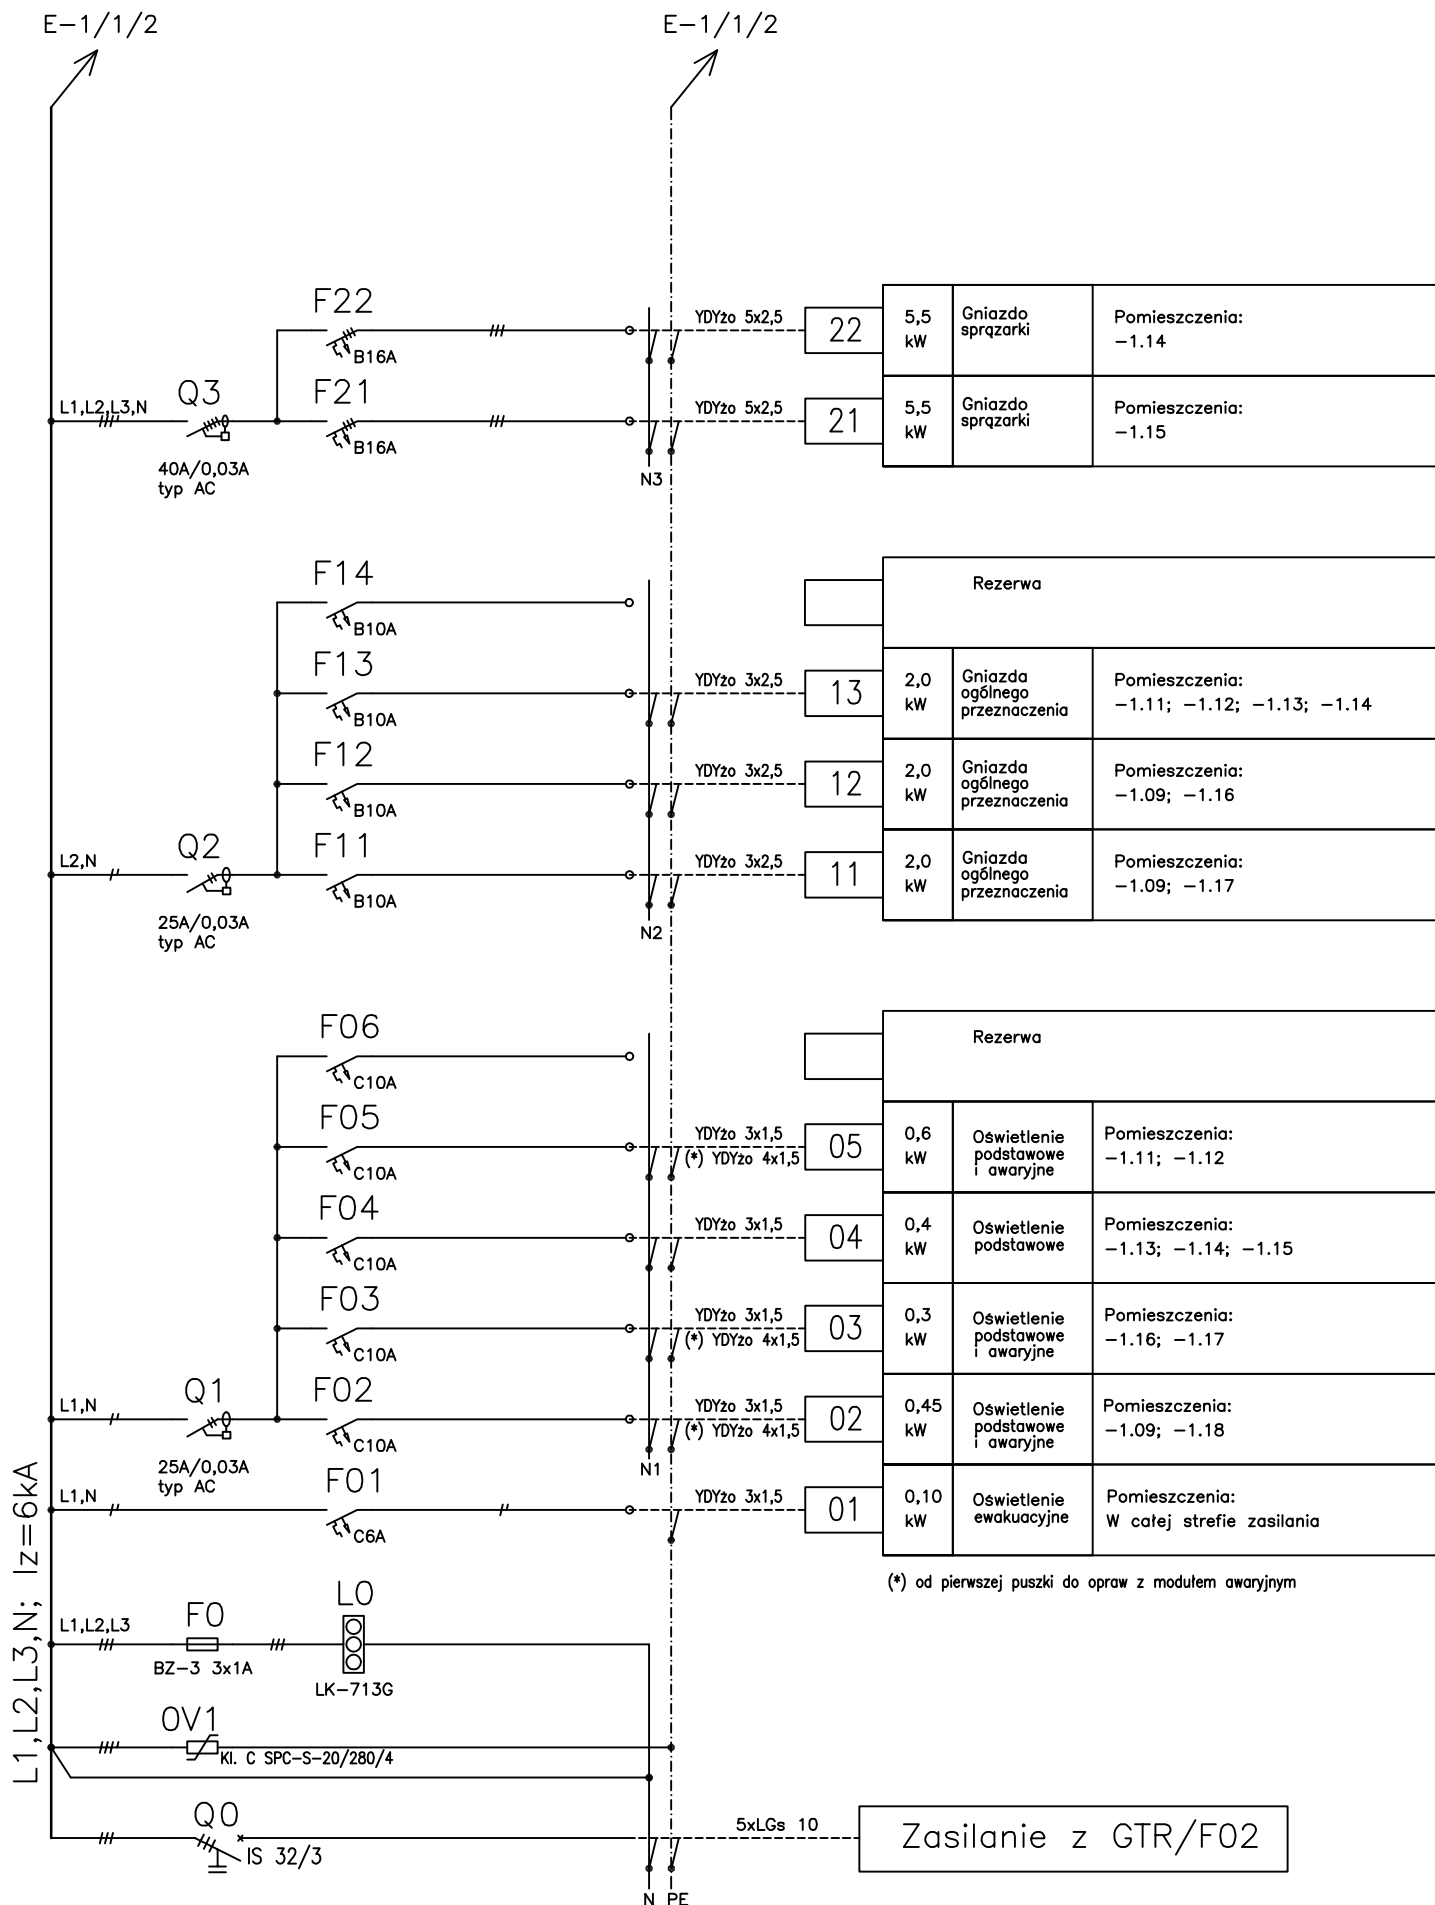 E-1/1/2
E-1/1/2
F22
B16A
YDYżo 5x2,5
22
5,5
kW
Gniazdo
sprązarki
Pomieszczenia:
-1.14
L1,L2,L3,N
Q3
40A/0,03A
typ AC
F21
B16A
YDYżo 5x2,5
21
5,5
kW
Gniazdo
sprązarki
Pomieszczenia:
-1.15
N3
F14
B10A
Rezerwa
F13
B10A
YDYżo 3x2,5
13
2,0
kW
Gniazda
ogólnego
przeznaczenia
Pomieszczenia:
-1.11; -1.12; -1.13; -1.14
F12
B10A
YDYżo 3x2,5
12
2,0
kW
Gniazda
ogólnego
przeznaczenia
Pomieszczenia:
-1.09; -1.16
L2,N
Q2
25A/0,03A
typ AC
F11
B10A
YDYżo 3x2,5
11
2,0
kW
Gniazda
ogólnego
przeznaczenia
Pomieszczenia:
-1.09; -1.17
N2
F06
C10A
Rezerwa
F05
C10A
YDYżo 3x1,5
(*) YDYżo 4x1,5
05
0,6
kW
Oświetlenie
podstawowe
i awaryjne
Pomieszczenia:
-1.11; -1.12
F04
C10A
YDYżo 3x1,5
04
0,4
kW
Oświetlenie
podstawowe
Pomieszczenia:
-1.13; -1.14; -1.15
F03
C10A
YDYżo 3x1,5
(*) YDYżo 4x1,5
03
0,3
kW
Oświetlenie
podstawowe
i awaryjne
Pomieszczenia:
-1.16; -1.17
L1,N
Q1
25A/0,03A
typ AC
F02
C10A
YDYżo 3x1,5
(*) YDYżo 4x1,5
02
0,45
kW
Oświetlenie
podstawowe
i awaryjne
Pomieszczenia:
-1.09; -1.18
N1
L1,N
F01
C6A
YDYżo 3x1,5
01
0,10
kW
Oświetlenie
ewakuacyjne
Pomieszczenia:
W całej strefie zasilania
(*) od pierwszej puszki do opraw z modułem awaryjnym
L1,L2,L3,N; Iz=6kA
L1,L2,L3
F0
BZ-3 3x1A
L0
LK-713G
OV1
Kl. C SPC-S-20/280/4
Q0
IS 32/3
5xLGs 10
Zasilanie z GTR/F02
N PE